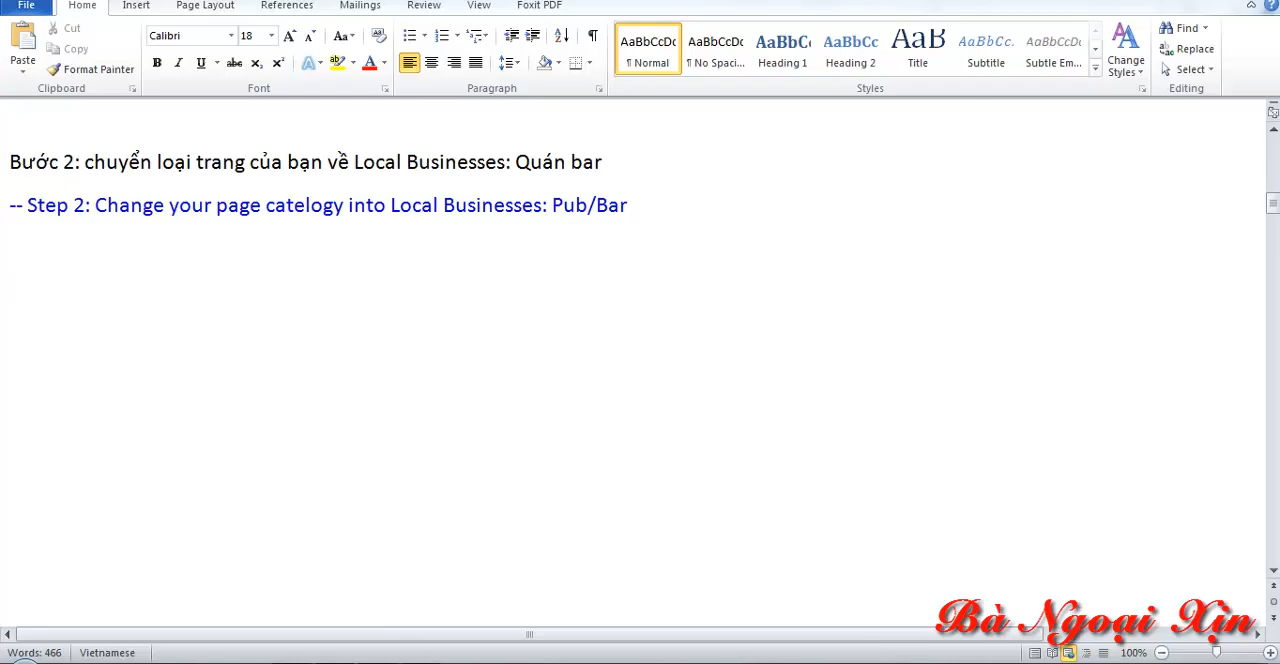 File Home Insert Page Layout References Mailings Review View Foxit PDF
Paste
Cut
Copy
Format Painter
Clipboard
Calibri 18
Font
Paragraph
AaBbCcDc AaBbCcDc AaBbC AaBbCc AaB AaBbCc. AaBbCcDc
¶ Normal ¶ No Spac... Heading 1 Heading 2 Title Subtitle Subtle Em...
Styles
Change Styles
Find
Replace
Select
Editing
Bước 2: chuyển loại trang của bạn về Local Businesses: Quán bar
-- Step 2: Change your page catelogy into Local Businesses: Pub/Bar
Bà Ngoại Xịn
Words: 466 Vietnamese 100%